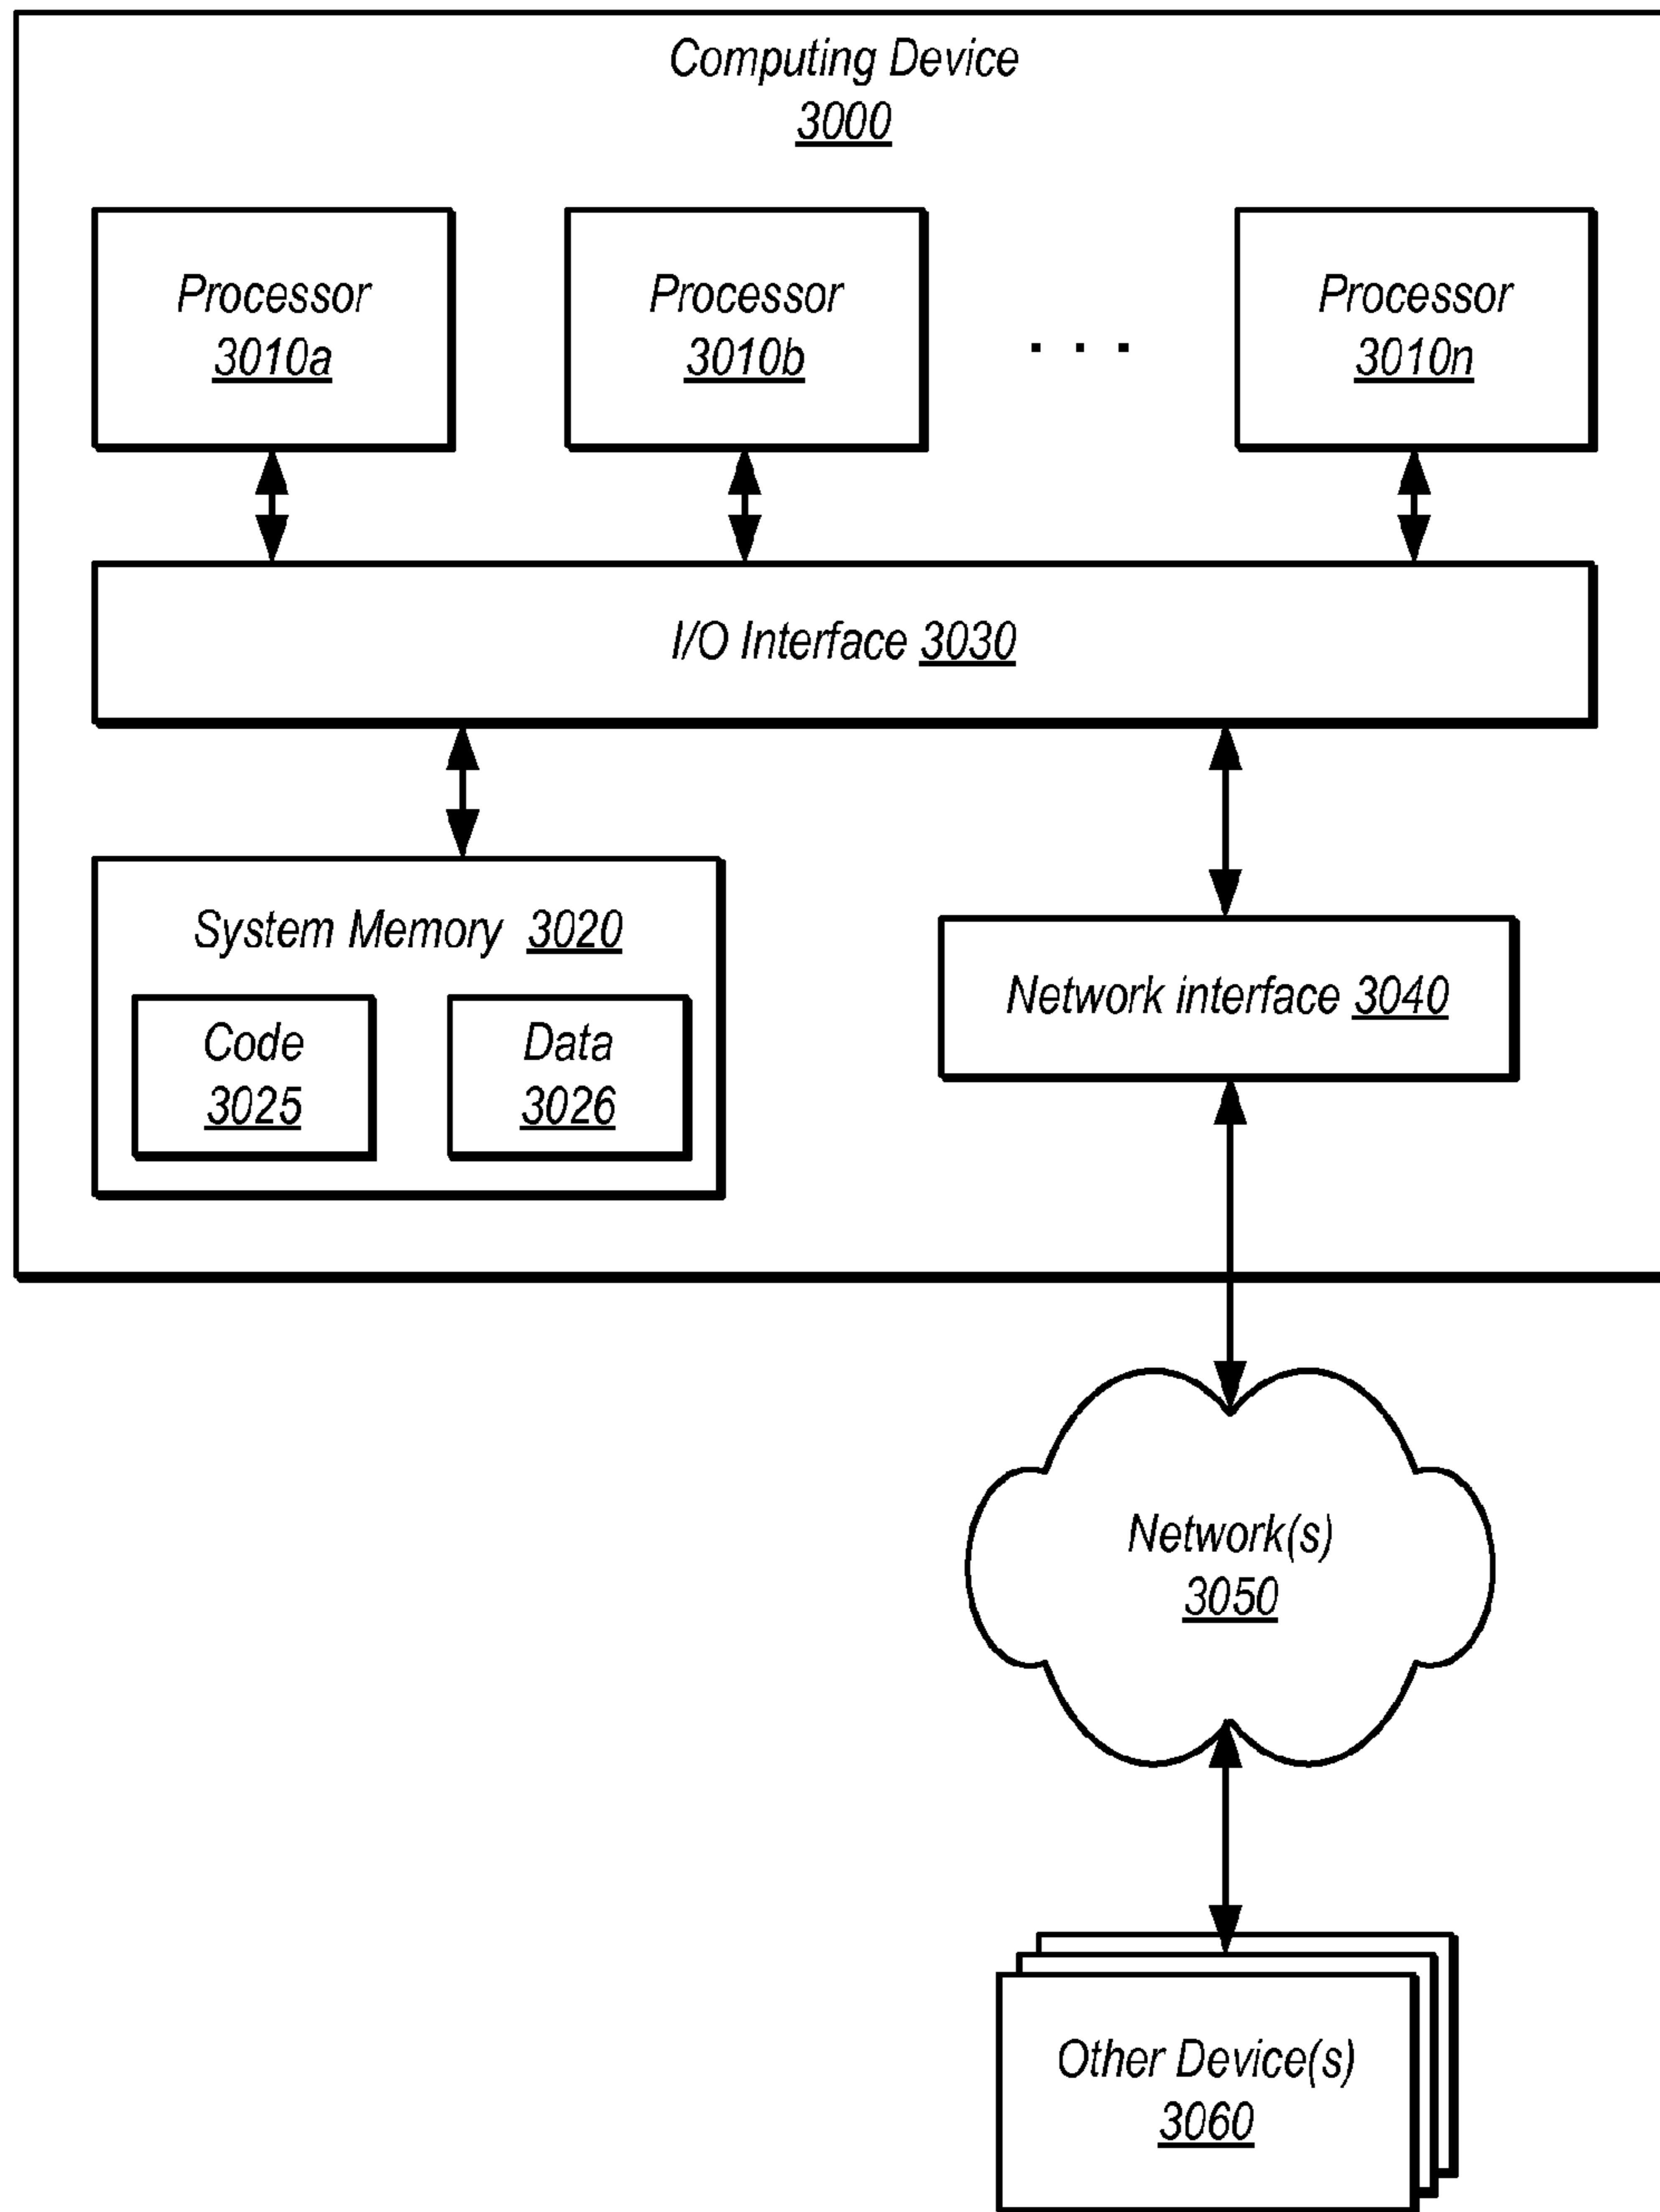 Computing Device
3000
Processor
3010a
Processor
3010b
. . .
Processor
3010n
I/O Interface 3030
System Memory 3020
Code
3025
Data
3026
Network interface 3040
Network(s)
3050
Other Device(s)
3060